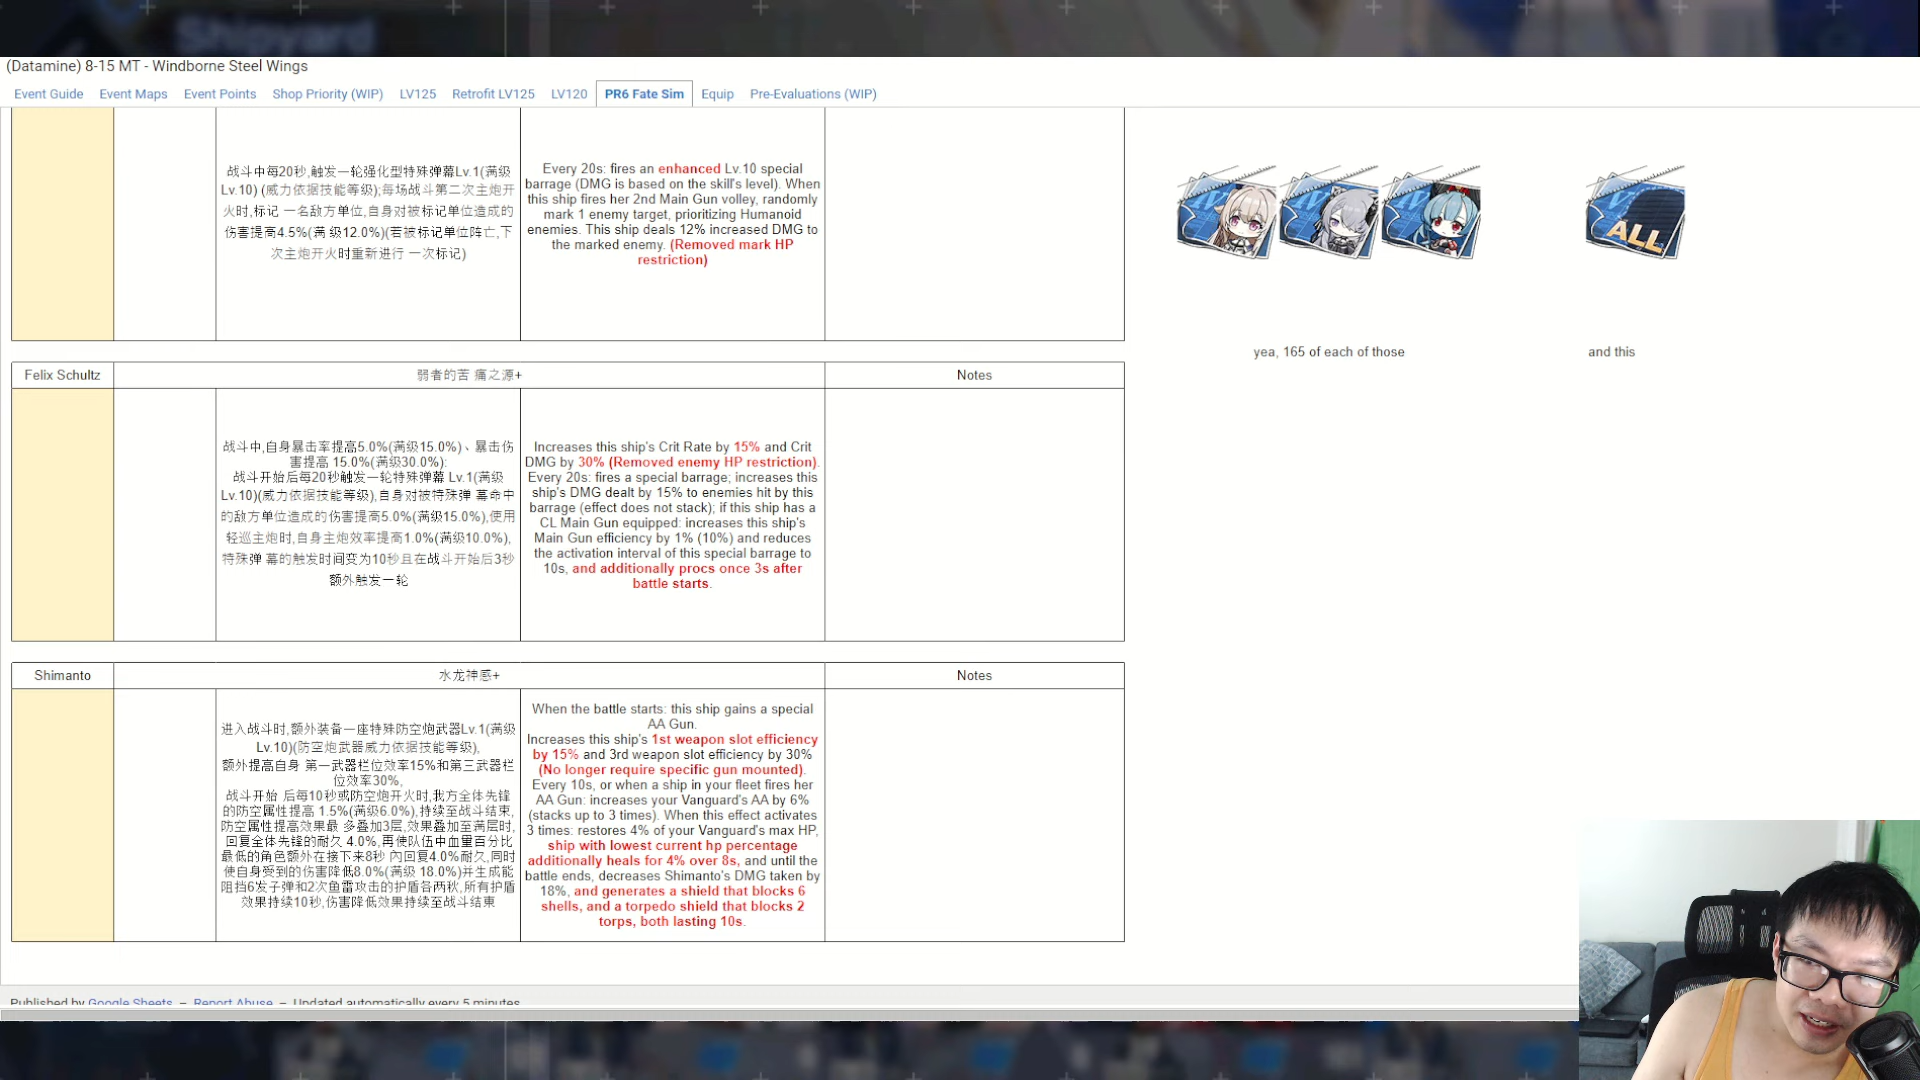 Shipyard
(Datamine) 8-15 MT - Windborne Steel Wings
Event Guide Event Maps Event Points Shop Priority (WIP) LV125 Retrofit LV125 LV120 PR6 Fate Sim Equip Pre-Evaluations (WIP)
战斗中每20秒,触发一轮强化型特殊弹幕Lv.1(满级
Lv.10) (威力依据技能等级);每场战斗第二次主炮开
火时,标记 一名敌方单位,自身对被标记单位造成的
伤害提高4.5%(满 级12.0%)(若被标记单位阵亡,下
次主炮开火时重新进行 一次标记)
Every 20s: fires an enhanced Lv.10 special
barrage (DMG is based on the skill's level). When
this ship fires her 2nd Main Gun volley, randomly
mark 1 enemy target, prioritizing Humanoid
enemies. This ship deals 12% increased DMG to
the marked enemy. (Removed mark HP
restriction)
ALL
yea, 165 of each of those
and this
Felix Schultz
弱者的苦 痛之源+
Notes
战斗中,自身暴击率提高5.0%(满级15.0%)、暴击伤
害提高 15.0%(满级30.0%):
战斗开始后每20秒触发一轮特殊弹幕 Lv.1(满级
Lv.10)(威力依据技能等级),自身对被特殊弹 幕命中
的敌方单位造成的伤害提高5.0%(满级15.0%),使用
轻巡主炮时,自身主炮效率提高1.0%(满级10.0%),
特殊弹 幕的触发时间变为10秒且在战斗开始后3秒
额外触发一轮
Increases this ship's Crit Rate by 15% and Crit
DMG by 30% (Removed enemy HP restriction).
Every 20s: fires a special barrage; increases this
ship's DMG dealt by 15% to enemies hit by this
barrage (effect does not stack); if this ship has a
CL Main Gun equipped: increases this ship's
Main Gun efficiency by 1% (10%) and reduces
the activation interval of this special barrage to
10s, and additionally procs once 3s after
battle starts.
Shimanto
水龙神感+
Notes
进入战斗时,额外装备一座特殊防空炮武器Lv.1(满级
Lv.10)(防空炮武器威力依据技能等级),
额外提高自身 第一武器栏位效率15%和第三武器栏
位效率30%,
战斗开始 后每10秒或防空炮开火时,我方全体先锋
的防空属性提高 1.5%(满级6.0%),持续至战斗结束,
防空属性提高效果最 多叠加3层,效果叠加至满层时,
回复全体先锋的耐久 4.0%,再使队伍中血量百分比
最低的角色额外在接下来8秒 內回复4.0%耐久,同时
使自身受到的伤害降低8.0%(满级 18.0%)并生成能
阻挡6发子弹和2次鱼雷攻击的护盾各两秋,所有护盾
效果持续10秒,伤害降低效果持续至战斗结束
When the battle starts: this ship gains a special
AA Gun.
Increases this ship's 1st weapon slot efficiency
by 15% and 3rd weapon slot efficiency by 30%
(No longer require specific gun mounted).
Every 10s, or when a ship in your fleet fires her
AA Gun: increases your Vanguard's AA by 6%
(stacks up to 3 times). When this effect activates
3 times: restores 4% of your Vanguard's max HP,
ship with lowest current hp percentage
additionally heals for 4% over 8s, and until the
battle ends, decreases Shimanto's DMG taken by
18%, and generates a shield that blocks 6
shells, and a torpedo shield that blocks 2
torps, both lasting 10s.
Published by Google Sheets – Report Abuse – Updated automatically every 5 minutes